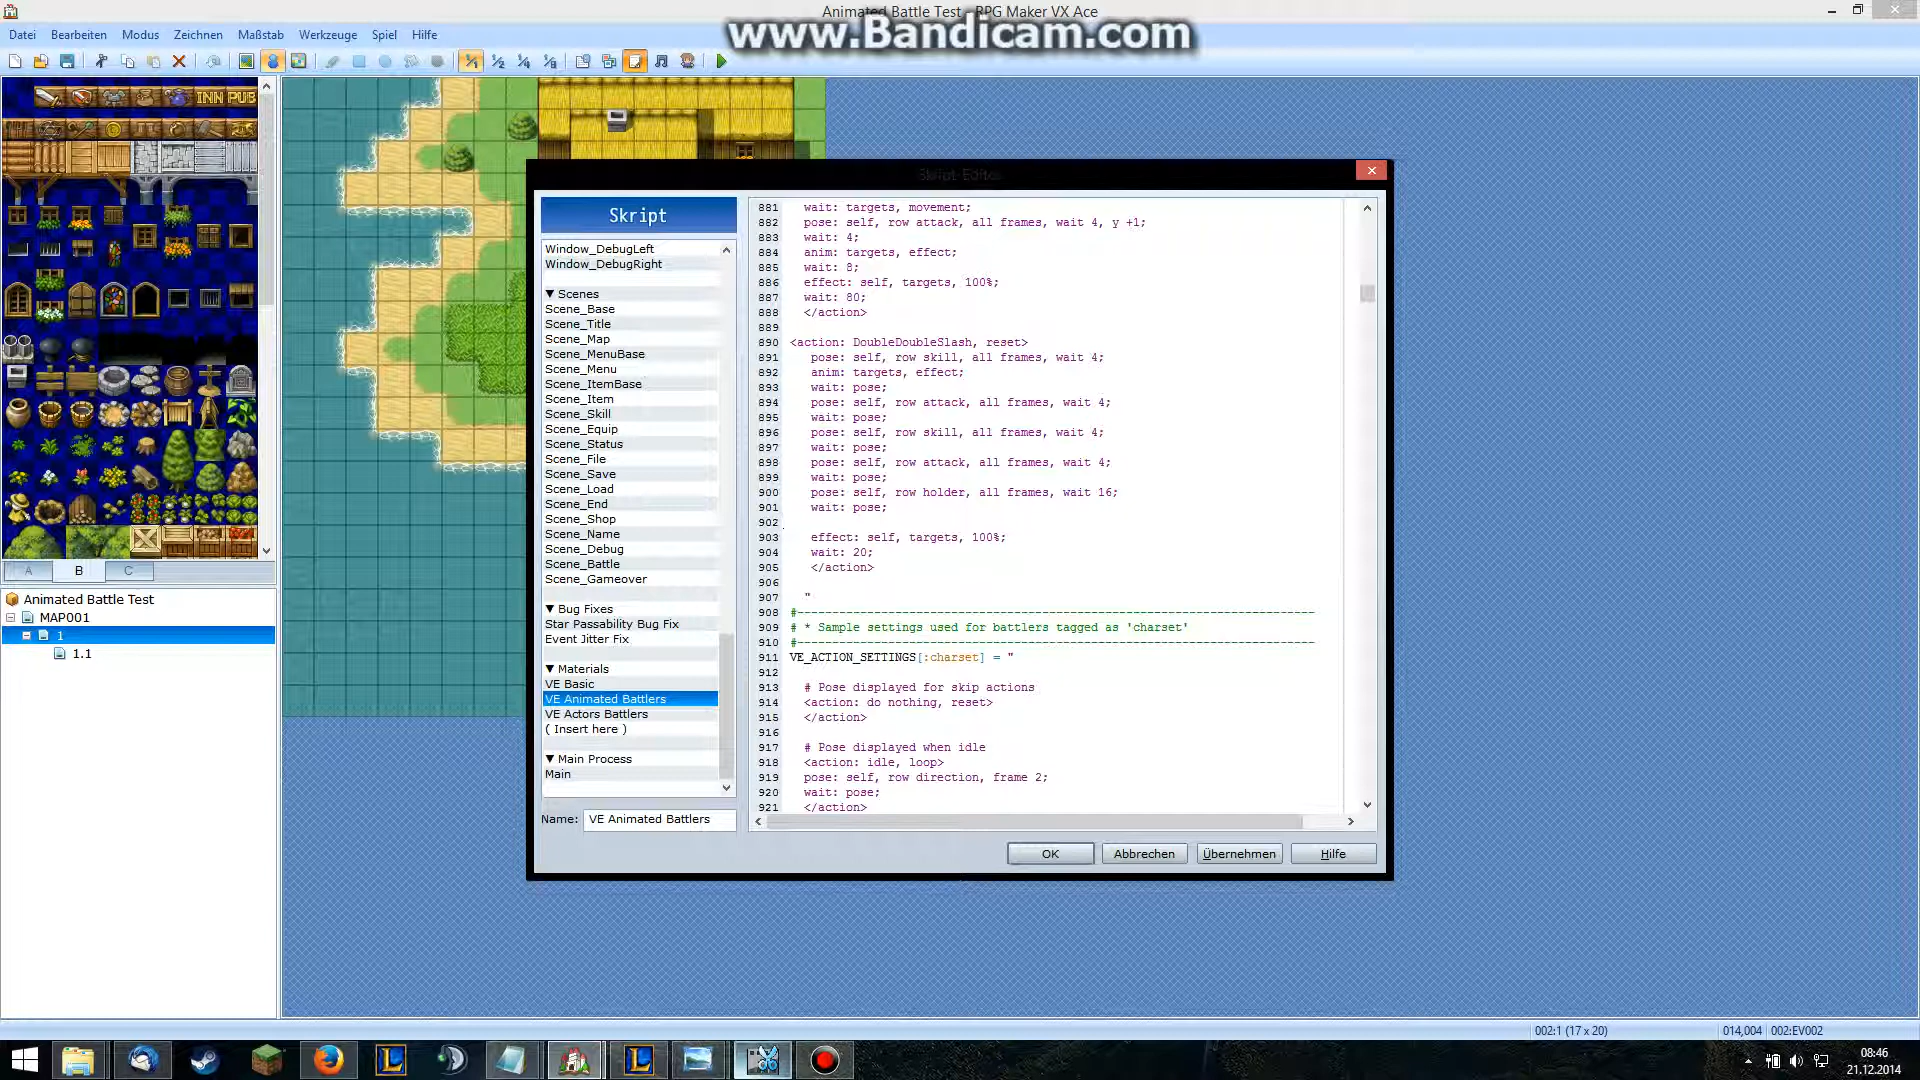 Animated Battle Test - RPG Maker VX Ace
www.Bandicam.com
Datei Bearbeiten Modus Zeichnen Maßstab Werkzeuge Spiel Hilfe
INN PUB
Skript Editor
Skript
Window_DebugLeft
Window_DebugRight
▼ Scenes
Scene_Base
Scene_Title
Scene_Map
Scene_MenuBase
Scene_Menu
Scene_ItemBase
Scene_Item
Scene_Skill
Scene_Equip
Scene_Status
Scene_File
Scene_Save
Scene_Load
Scene_End
Scene_Shop
Scene_Name
Scene_Debug
Scene_Battle
Scene_Gameover
▼ Bug Fixes
Star Passability Bug Fix
Event Jitter Fix
▼ Materials
VE Basic
VE Animated Battlers
VE Actors Battlers
( Insert here )
▼ Main Process
Main
Name: VE Animated Battlers
881 wait: targets, movement;
882 pose: self, row attack, all frames, wait 4, y +1;
883 wait: 4;
884 anim: targets, effect;
885 wait: 8;
886 effect: self, targets, 100%;
887 wait: 80;
888 </action>
889
890 <action: DoubleDoubleSlash, reset>
891 pose: self, row skill, all frames, wait 4;
892 anim: targets, effect;
893 wait: pose;
894 pose: self, row attack, all frames, wait 4;
895 wait: pose;
896 pose: self, row skill, all frames, wait 4;
897 wait: pose;
898 pose: self, row attack, all frames, wait 4;
899 wait: pose;
900 pose: self, row holder, all frames, wait 16;
901 wait: pose;
902
903 effect: self, targets, 100%;
904 wait: 20;
905 </action>
906
907 "
908 #--------------------------------------------------------------------------
909 # * Sample settings used for battlers tagged as 'charset'
910 #--------------------------------------------------------------------------
911 VE_ACTION_SETTINGS[:charset] = "
912
913 # Pose displayed for skip actions
914 <action: do nothing, reset>
915 </action>
916
917 # Pose displayed when idle
918 <action: idle, loop>
919 pose: self, row direction, frame 2;
920 wait: pose;
921 </action>
OK Abbrechen Übernehmen Hilfe
A B C
Animated Battle Test
MAP001
1
1.1
002:1 (17 x 20) 014,004 002:EV002
08:46
21.12.2014